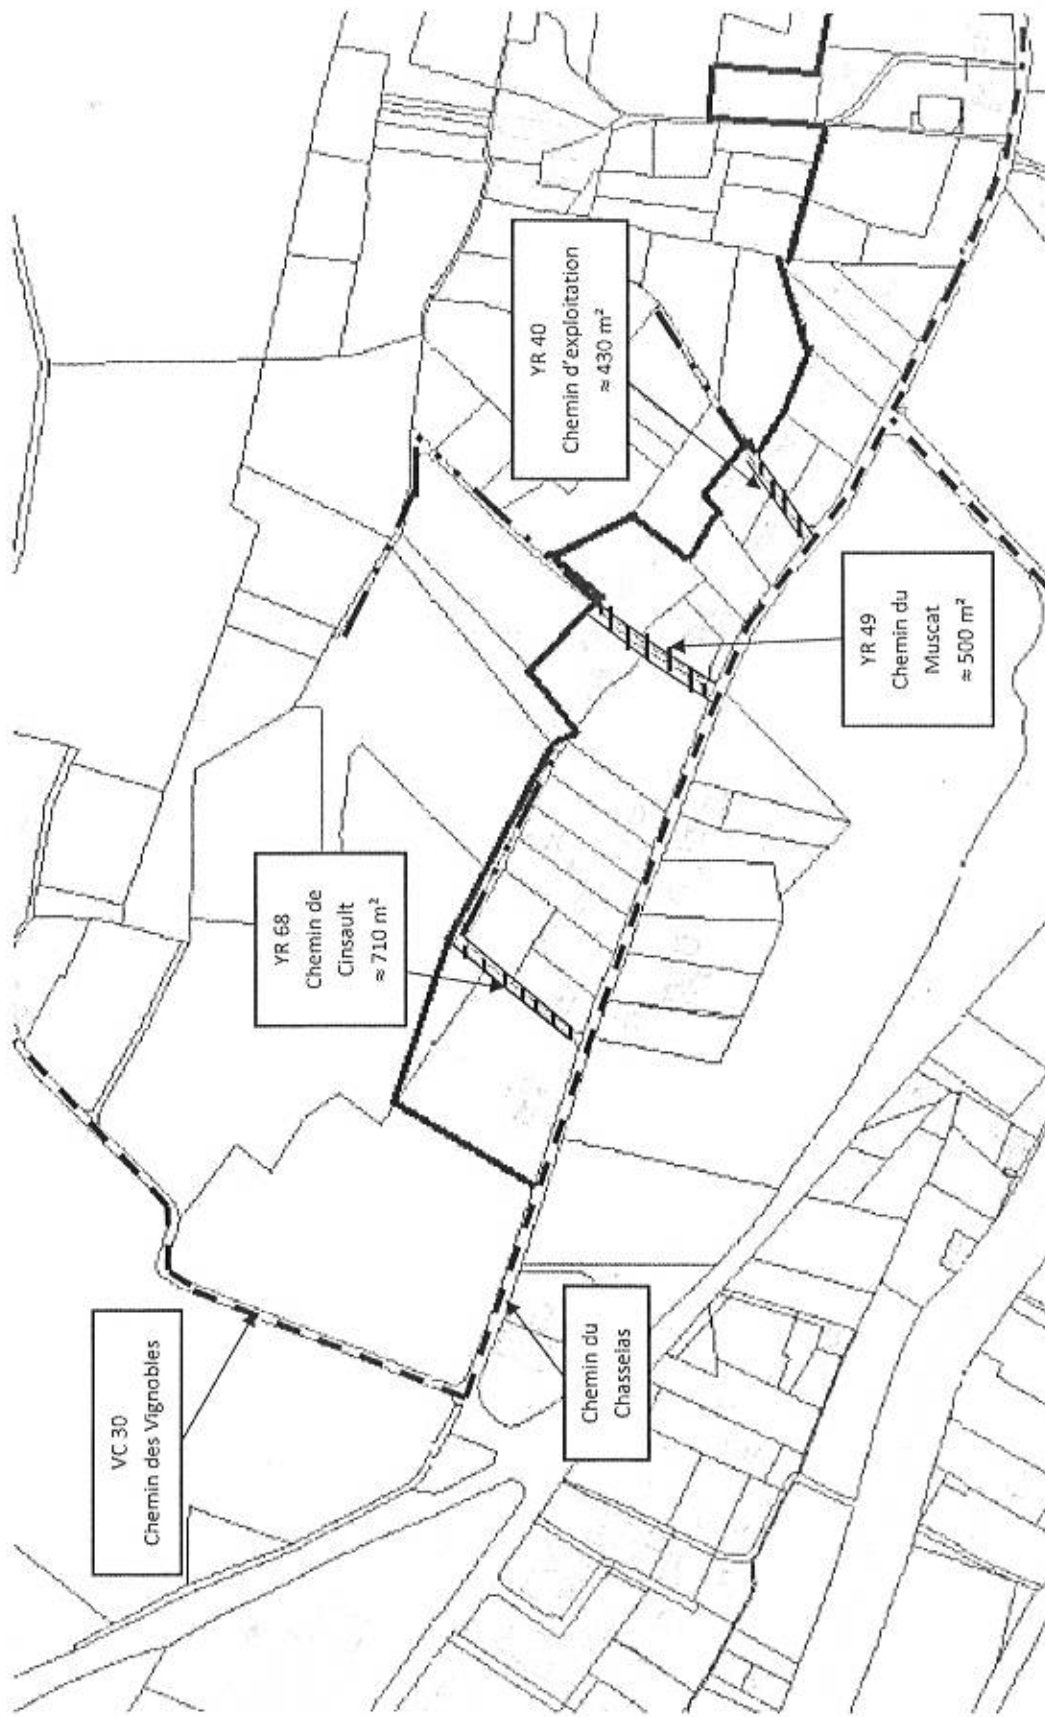 VC 30
Chemin des Vignobles
YR 68
Chemin de
Cinsault
≈ 710 m²
YR 40
Chemin d'exploitation
≈ 430 m²
Chemin du
Chasselas
YR 49
Chemin du
Muscat
≈ 500 m²